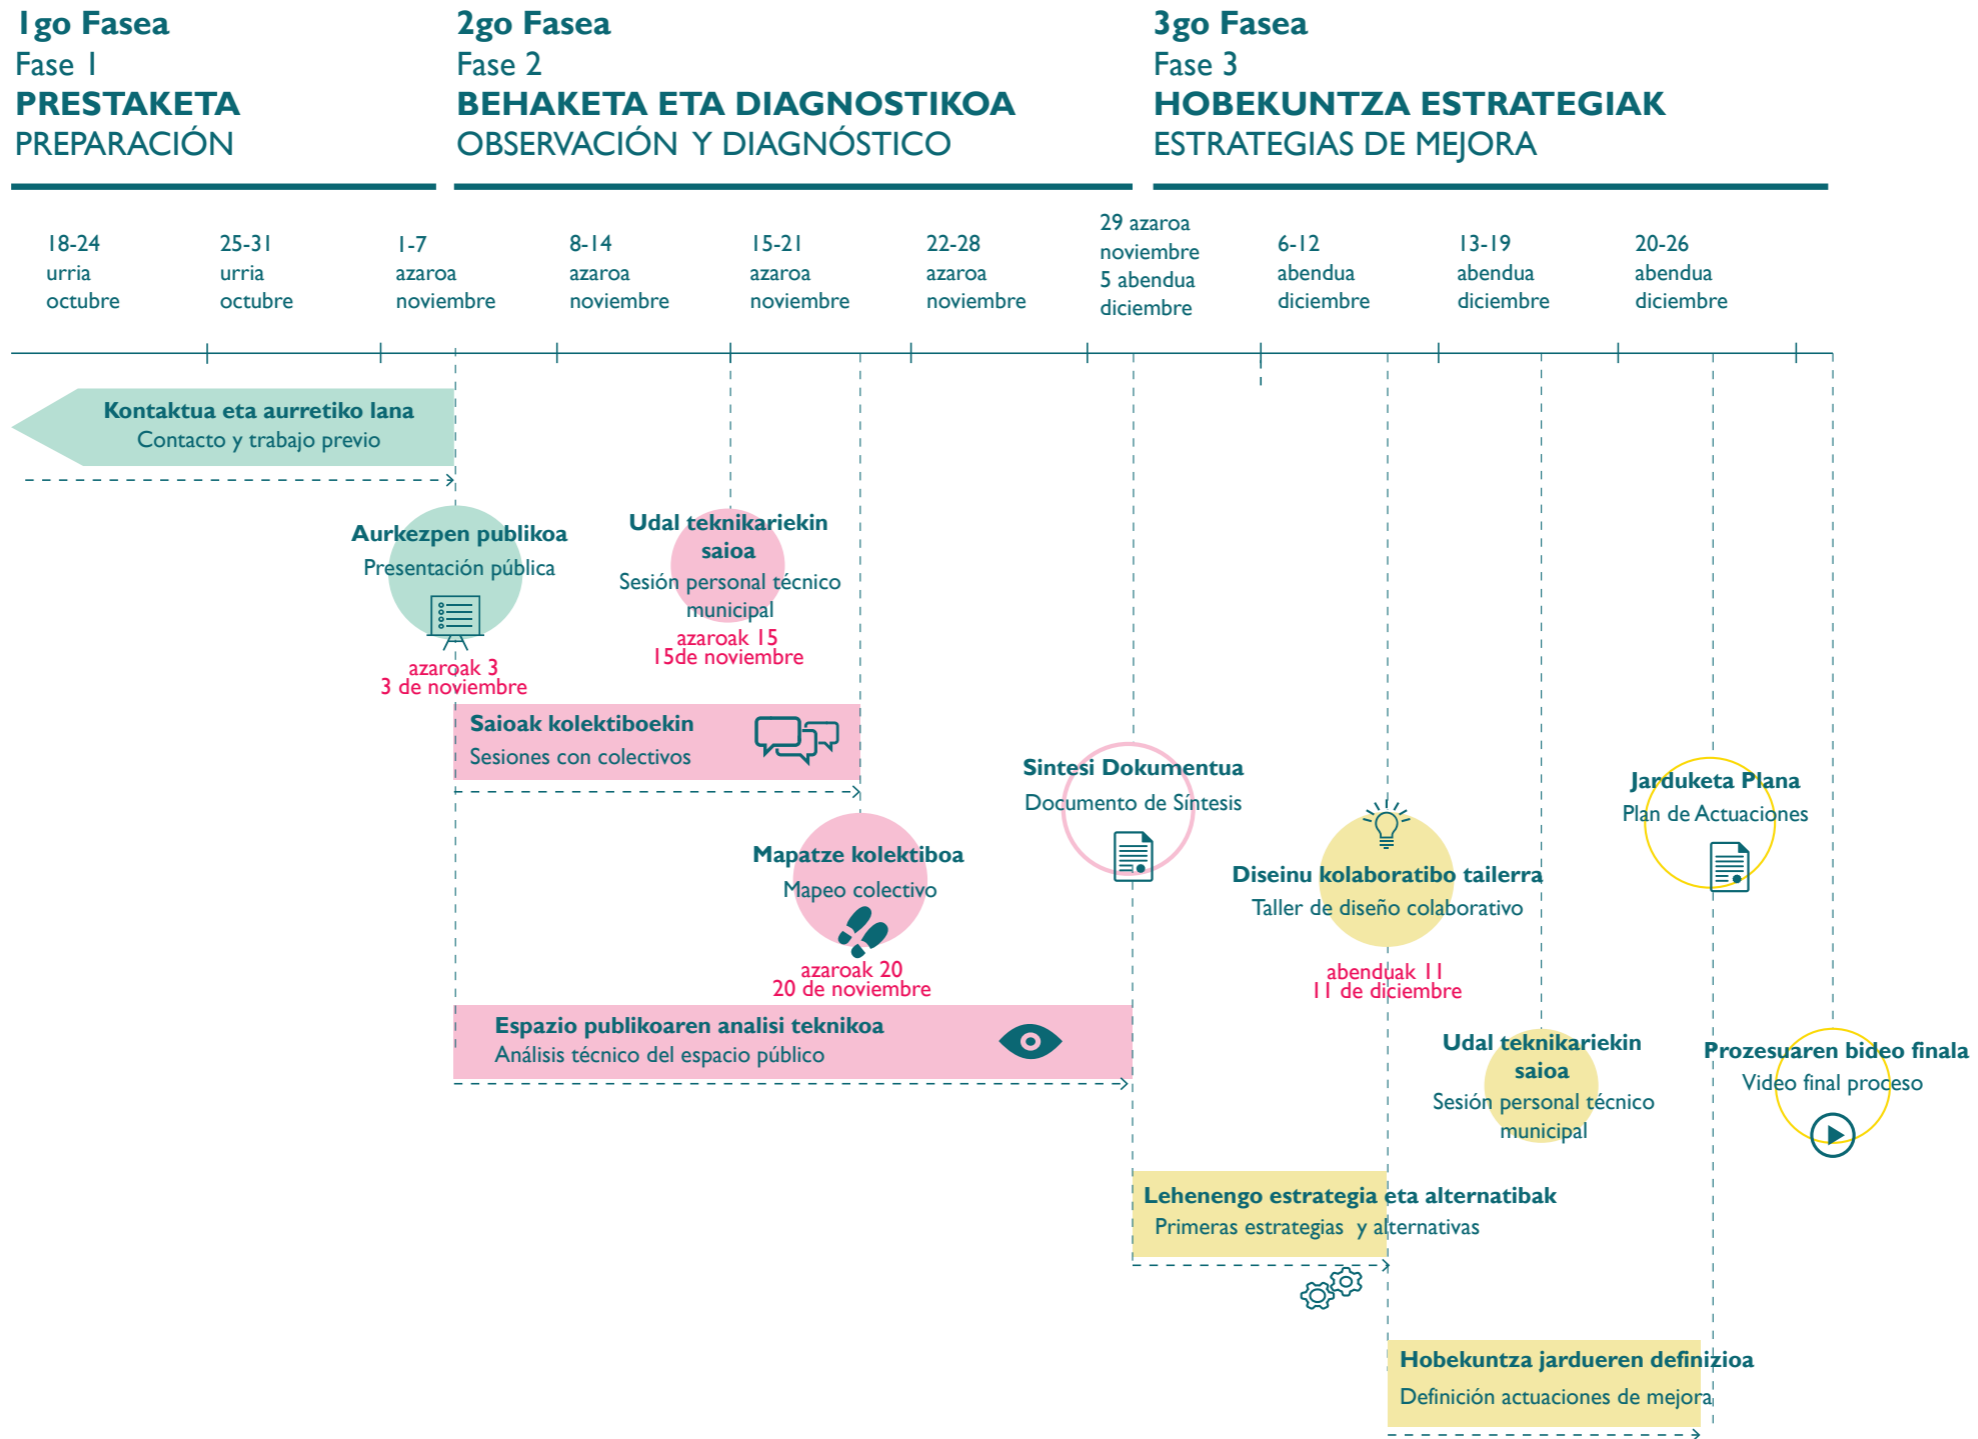 1go Fasea
Fase 1
PRESTAKETA
PREPARACIÓN
2go Fasea
Fase 2
BEHAKETA ETA DIAGNOSTIKOA
OBSERVACIÓN Y DIAGNÓSTICO
3go Fasea
Fase 3
HOBEKUNTZA ESTRATEGIAK
ESTRATEGIAS DE MEJORA
18-24
urria
octubre
25-31
urria
octubre
1-7
azaroa
noviembre
8-14
azaroa
noviembre
15-21
azaroa
noviembre
22-28
azaroa
noviembre
29 azaroa
noviembre
5 abendua
diciembre
6-12
abendua
diciembre
13-19
abendua
diciembre
20-26
abendua
diciembre
Kontaktua eta aurretiko lana
Contacto y trabajo previo
Aurkezpen publikoa
Presentación pública
azaroak 3
3 de noviembre
Udal teknikariekin
saioa
Sesión personal técnico
municipal
azaroak 15
15de noviembre
Saioak kolektiboekin
Sesiones con colectivos
Mapatze kolektiboa
Mapeo colectivo
azaroak 20
20 de noviembre
Sintesi Dokumentua
Documento de Síntesis
Diseinu kolaboratibo tailerra
Taller de diseño colaborativo
abenduak 11
11 de diciembre
Jarduketa Plana
Plan de Actuaciones
Espazio publikoaren analisi teknikoa
Análisis técnico del espacio público
Udal teknikariekin
saioa
Sesión personal técnico
municipal
Prozesuaren bideo finala
Video final proceso
Lehenengo estrategia eta alternatibak
Primeras estrategias y alternativas
Hobekuntza jardueren definizioa
Definición actuaciones de mejora